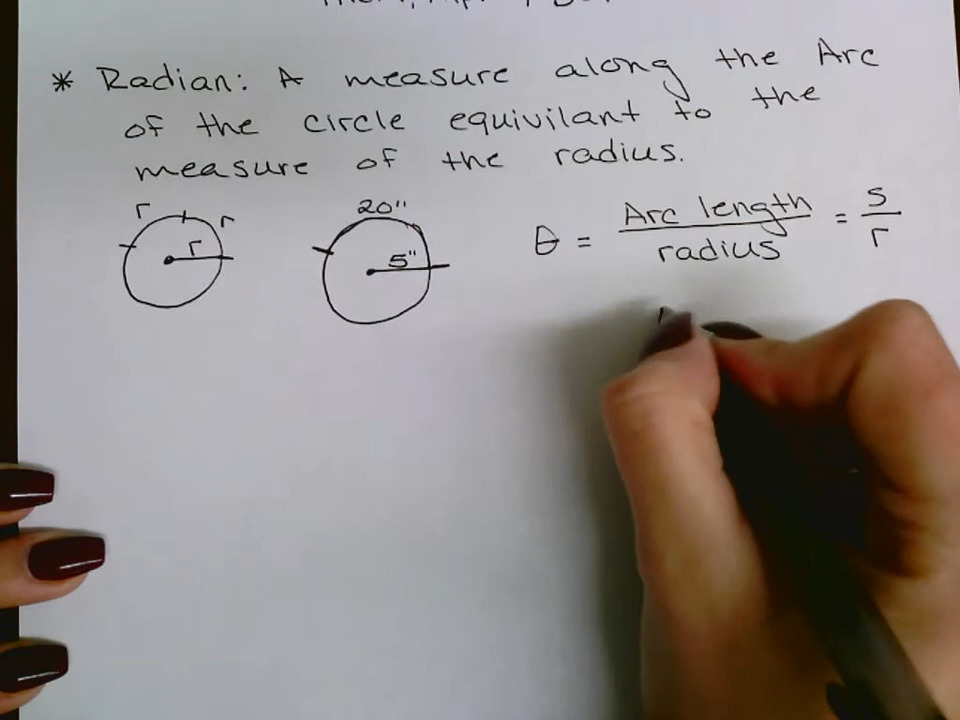 * Radian: A measure along the Arc
of the circle equivilant to the
measure of the radius.
r r r
20"
5"
θ = Arc length / radius = s / r